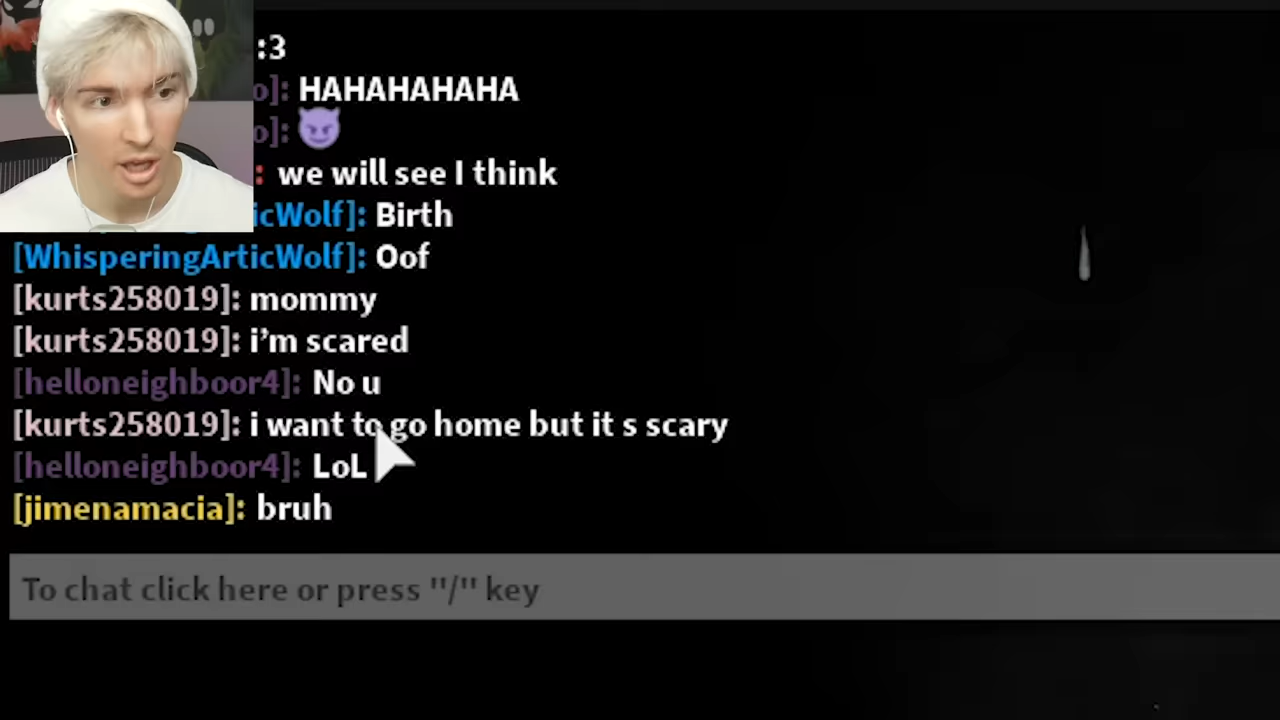 :3
o]: HAHAHAHAHA
o]: 😈
: we will see I think
icWolf]: Birth
[WhisperingArticWolf]: Oof
[kurts258019]: mommy
[kurts258019]: i’m scared
[helloneighboor4]: No u
[kurts258019]: i want to go home but it s scary
[helloneighboor4]: LoL
[jimenamacia]: bruh
To chat click here or press "/" key